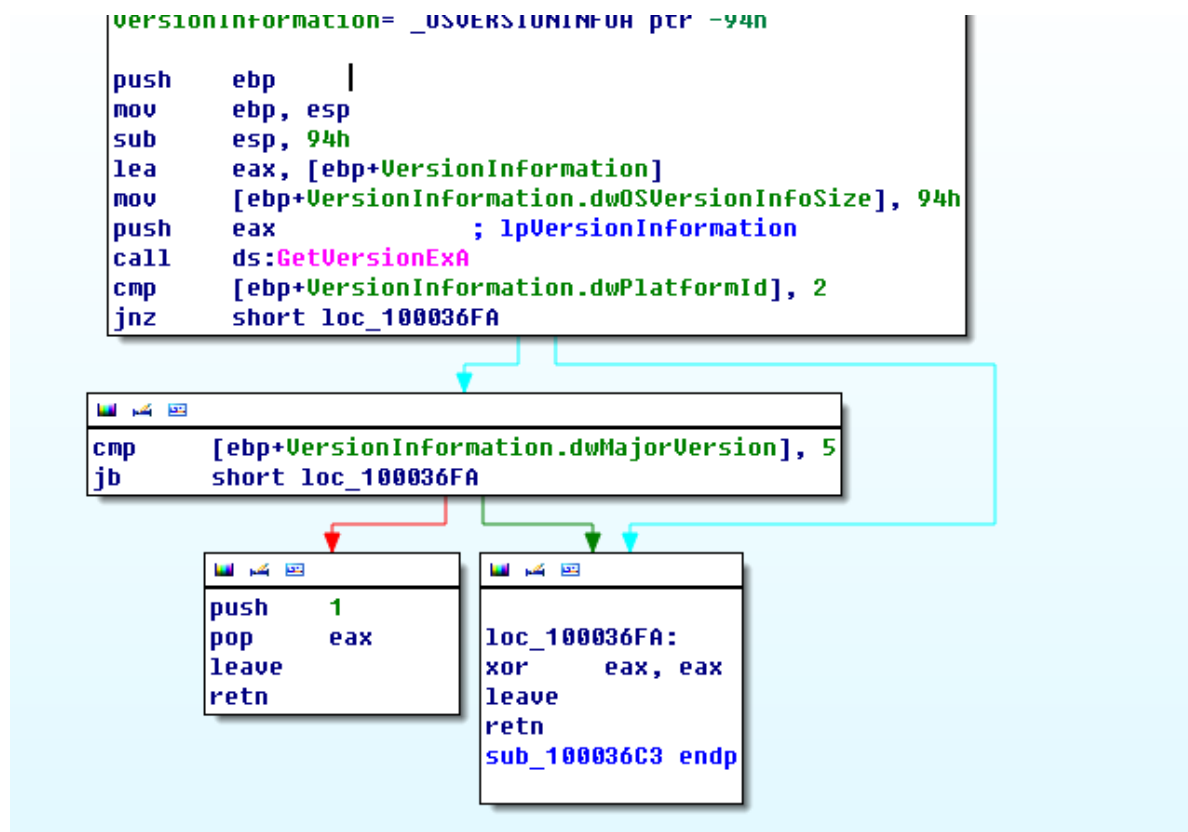 VersionInformation= _OSVERSIONINFOA ptr -94h
push ebp
mov ebp, esp
sub esp, 94h
lea eax, [ebp+VersionInformation]
mov [ebp+VersionInformation.dwOSVersionInfoSize], 94h
push eax ; lpVersionInformation
call ds:GetVersionExA
cmp [ebp+VersionInformation.dwPlatformId], 2
jnz short loc_100036FA
cmp [ebp+VersionInformation.dwMajorVersion], 5
jb short loc_100036FA
push 1
pop eax
leave
retn
loc_100036FA:
xor eax, eax
leave
retn
sub_100036C3 endp